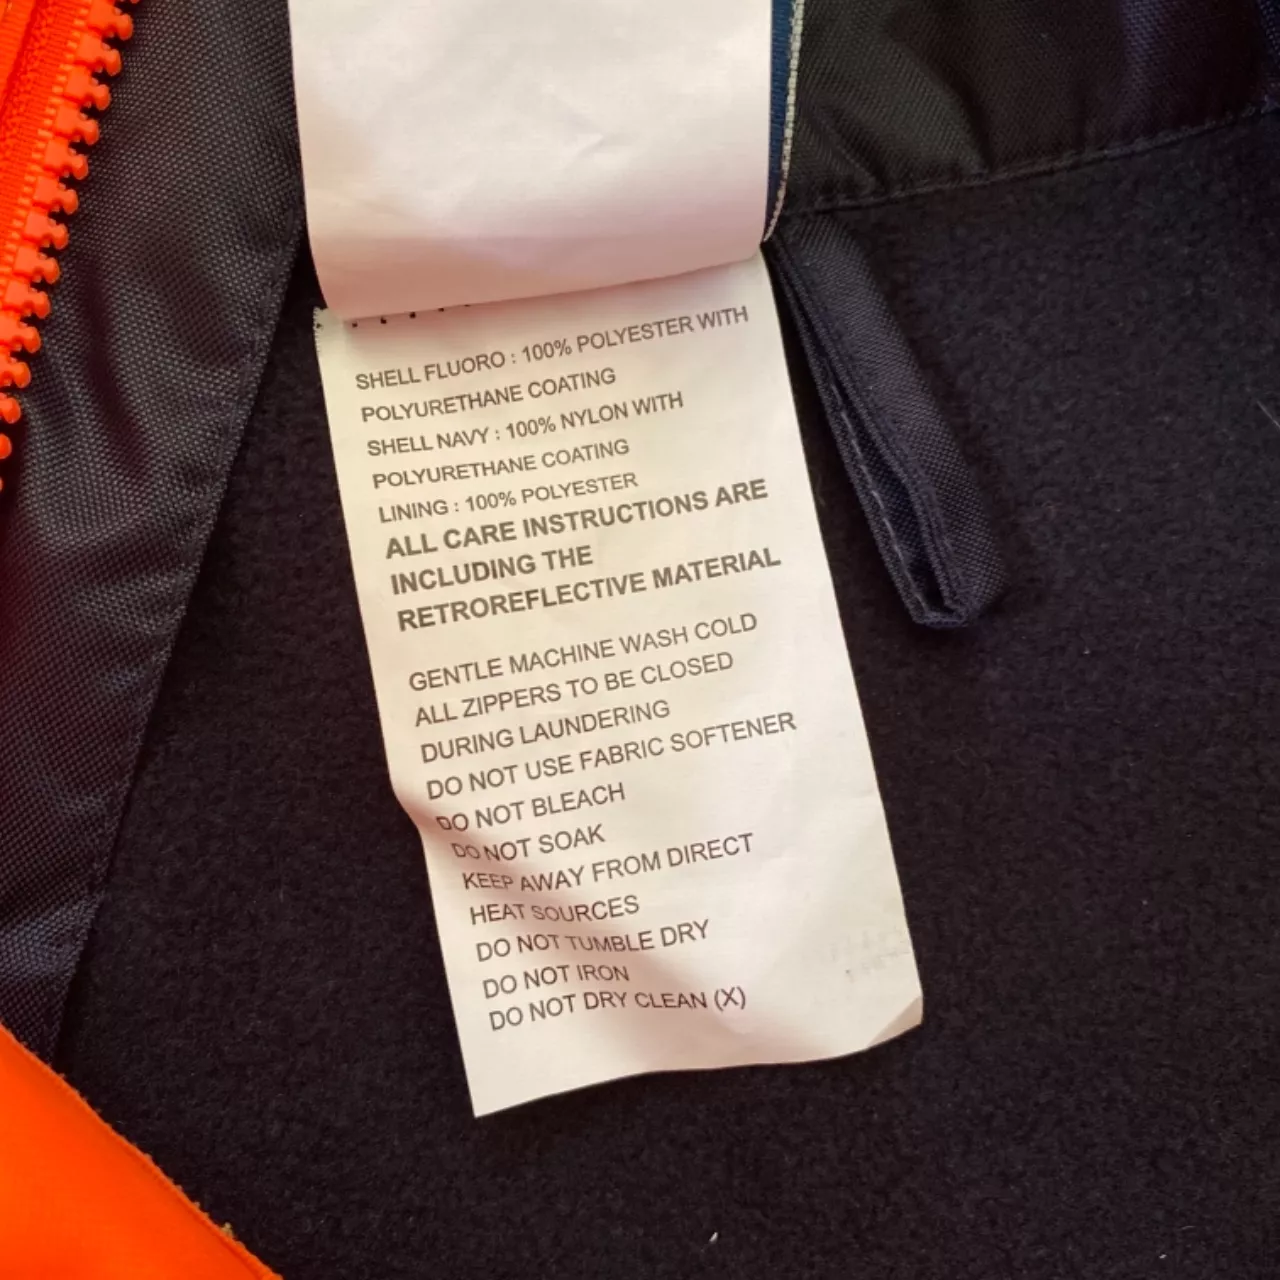 SHELL FLUORO : 100% POLYESTER WITH
POLYURETHANE COATING
SHELL NAVY : 100% NYLON WITH
POLYURETHANE COATING
LINING : 100% POLYESTER
ALL CARE INSTRUCTIONS ARE
INCLUDING THE
RETROREFLECTIVE MATERIAL
GENTLE MACHINE WASH COLD
ALL ZIPPERS TO BE CLOSED
DURING LAUNDERING
DO NOT USE FABRIC SOFTENER
DO NOT BLEACH
DO NOT SOAK
KEEP AWAY FROM DIRECT
HEAT SOURCES
DO NOT TUMBLE DRY
DO NOT IRON
DO NOT DRY CLEAN (X)